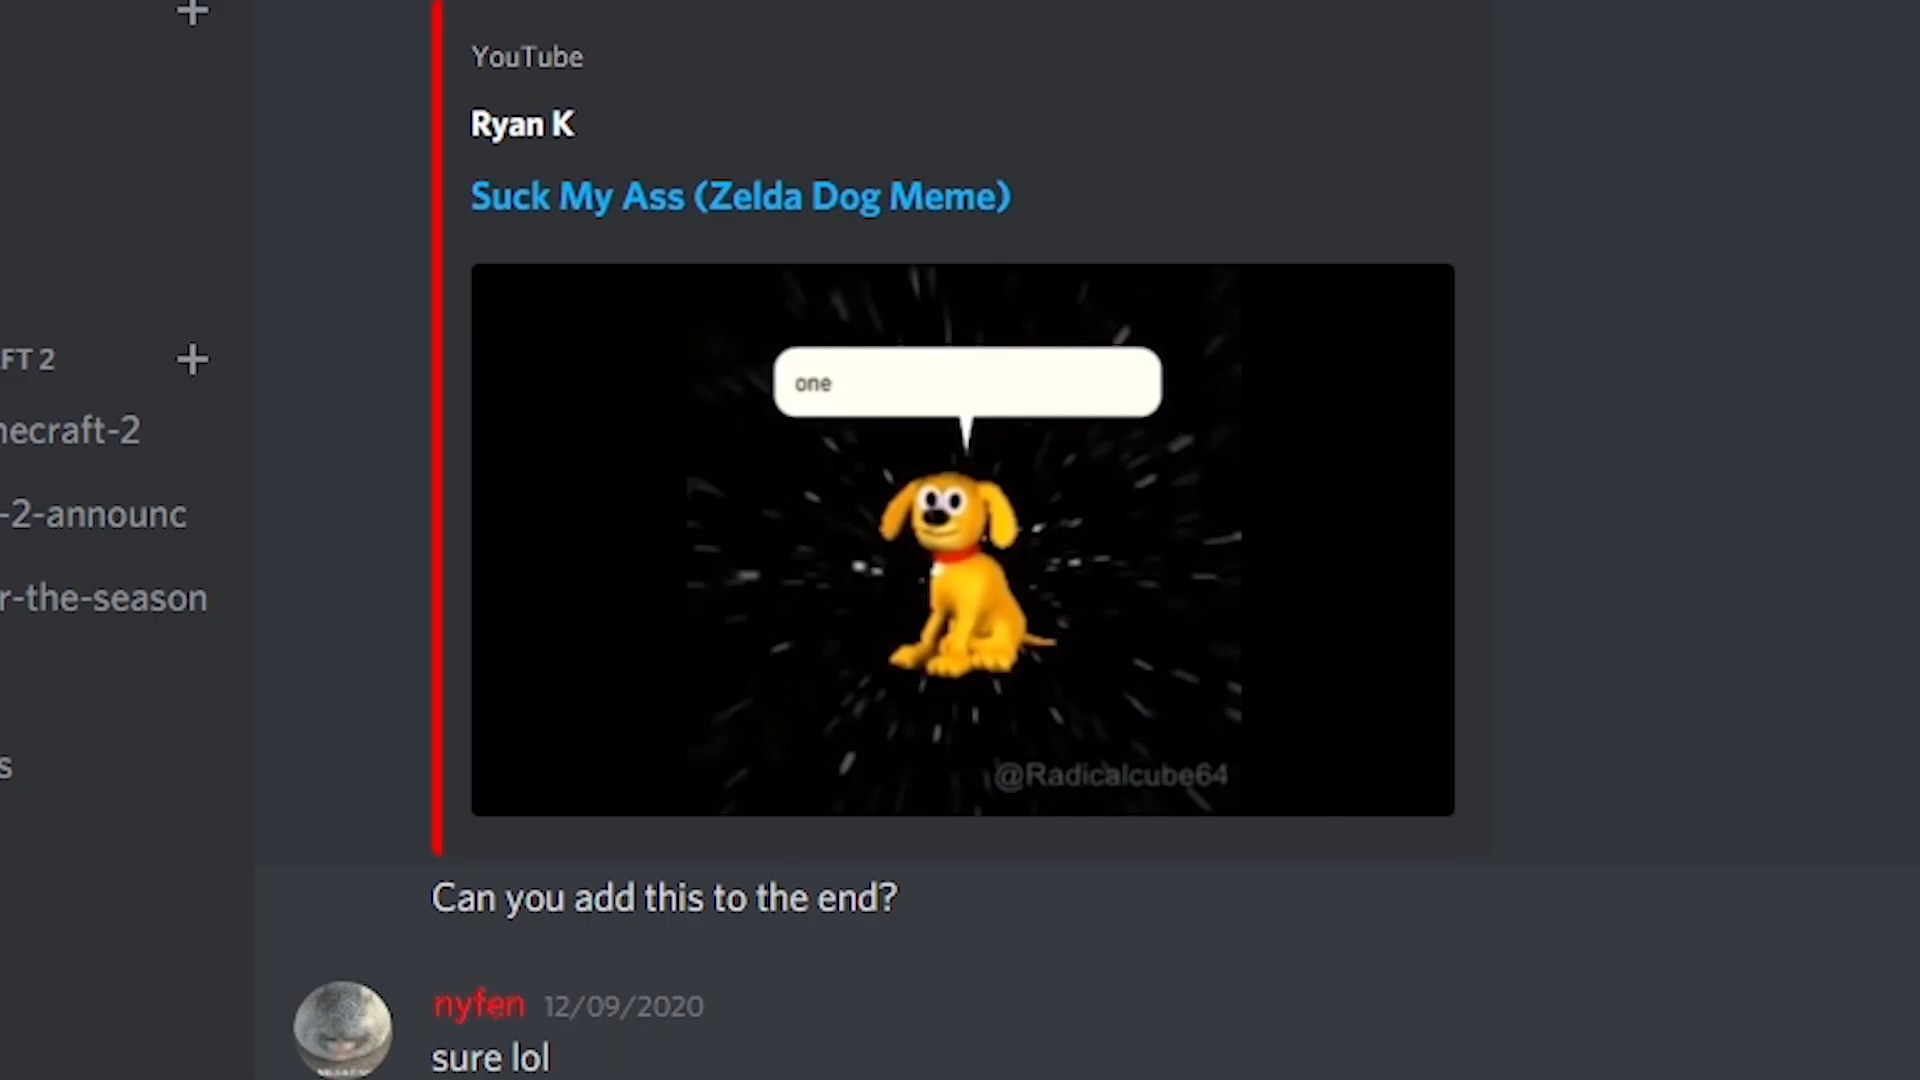 YouTube
Ryan K
Suck My Ass (Zelda Dog Meme)
one
FT 2
necraft-2
-2-announc
r-the-season
s
@Radicalcube64
Can you add this to the end?
nyfen 12/09/2020
sure lol